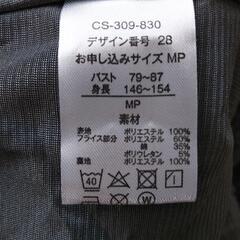 CS-309-830
デザイン番号 28
お申し込みサイズ MP
バスト 79~87
身長 146~154
MP
素材
表地 ポリエステル 100%
フライス部分 ポリエステル 60%
綿 35%
ポリウレタン 5%
裏地 ポリエステル 100%
40
W